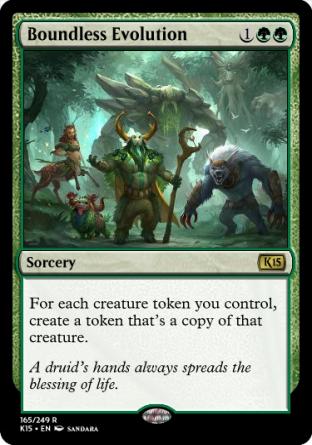 Boundless Evolution 1
Sorcery K15
For each creature token you control,
create a token that's a copy of that
creature.
A druid's hands always spreads the
blessing of life.
165/249 R
K15 • EN SANDARA